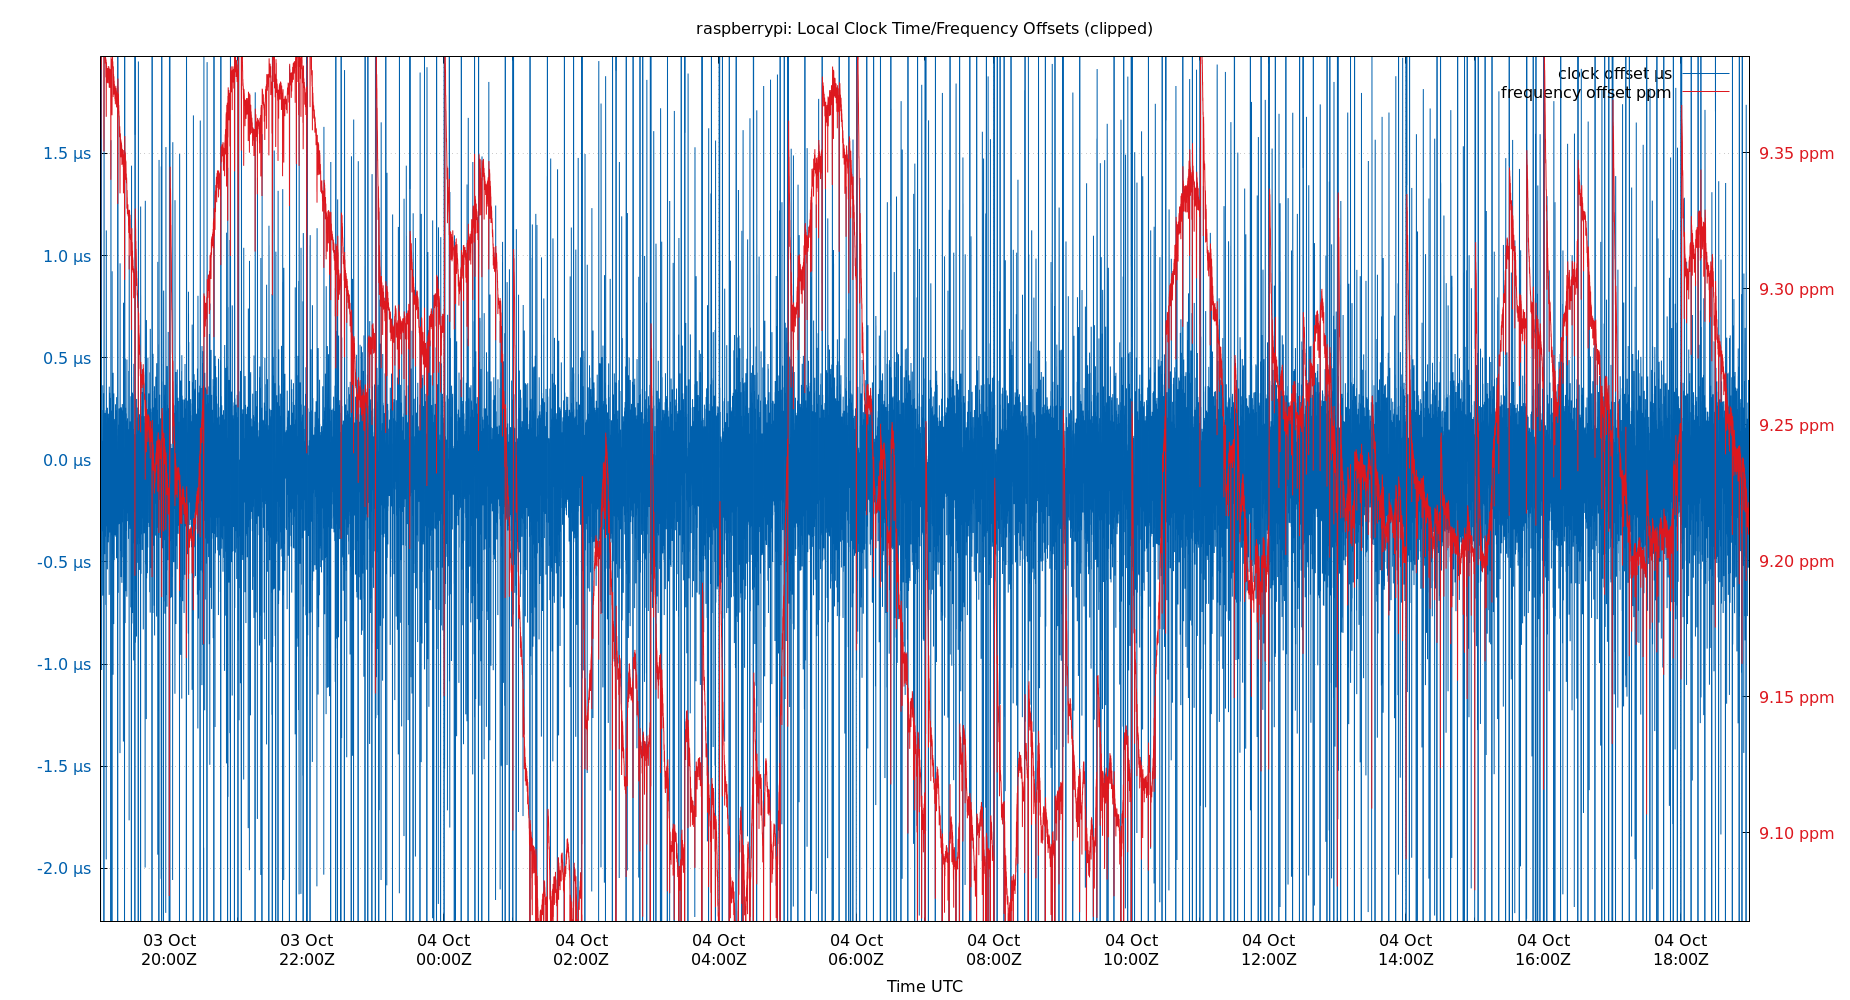 raspberrypi: Local Clock Time/Frequency Offsets (clipped)
clock offset µs
frequency offset ppm
1.5 µs
1.0 µs
0.5 µs
0.0 µs
-0.5 µs
-1.0 µs
-1.5 µs
-2.0 µs
9.35 ppm
9.30 ppm
9.25 ppm
9.20 ppm
9.15 ppm
9.10 ppm
03 Oct 03 Oct 04 Oct 04 Oct 04 Oct 04 Oct 04 Oct 04 Oct 04 Oct 04 Oct 04 Oct 04 Oct
20:00Z 22:00Z 00:00Z 02:00Z 04:00Z 06:00Z 08:00Z 10:00Z 12:00Z 14:00Z 16:00Z 18:00Z
Time UTC